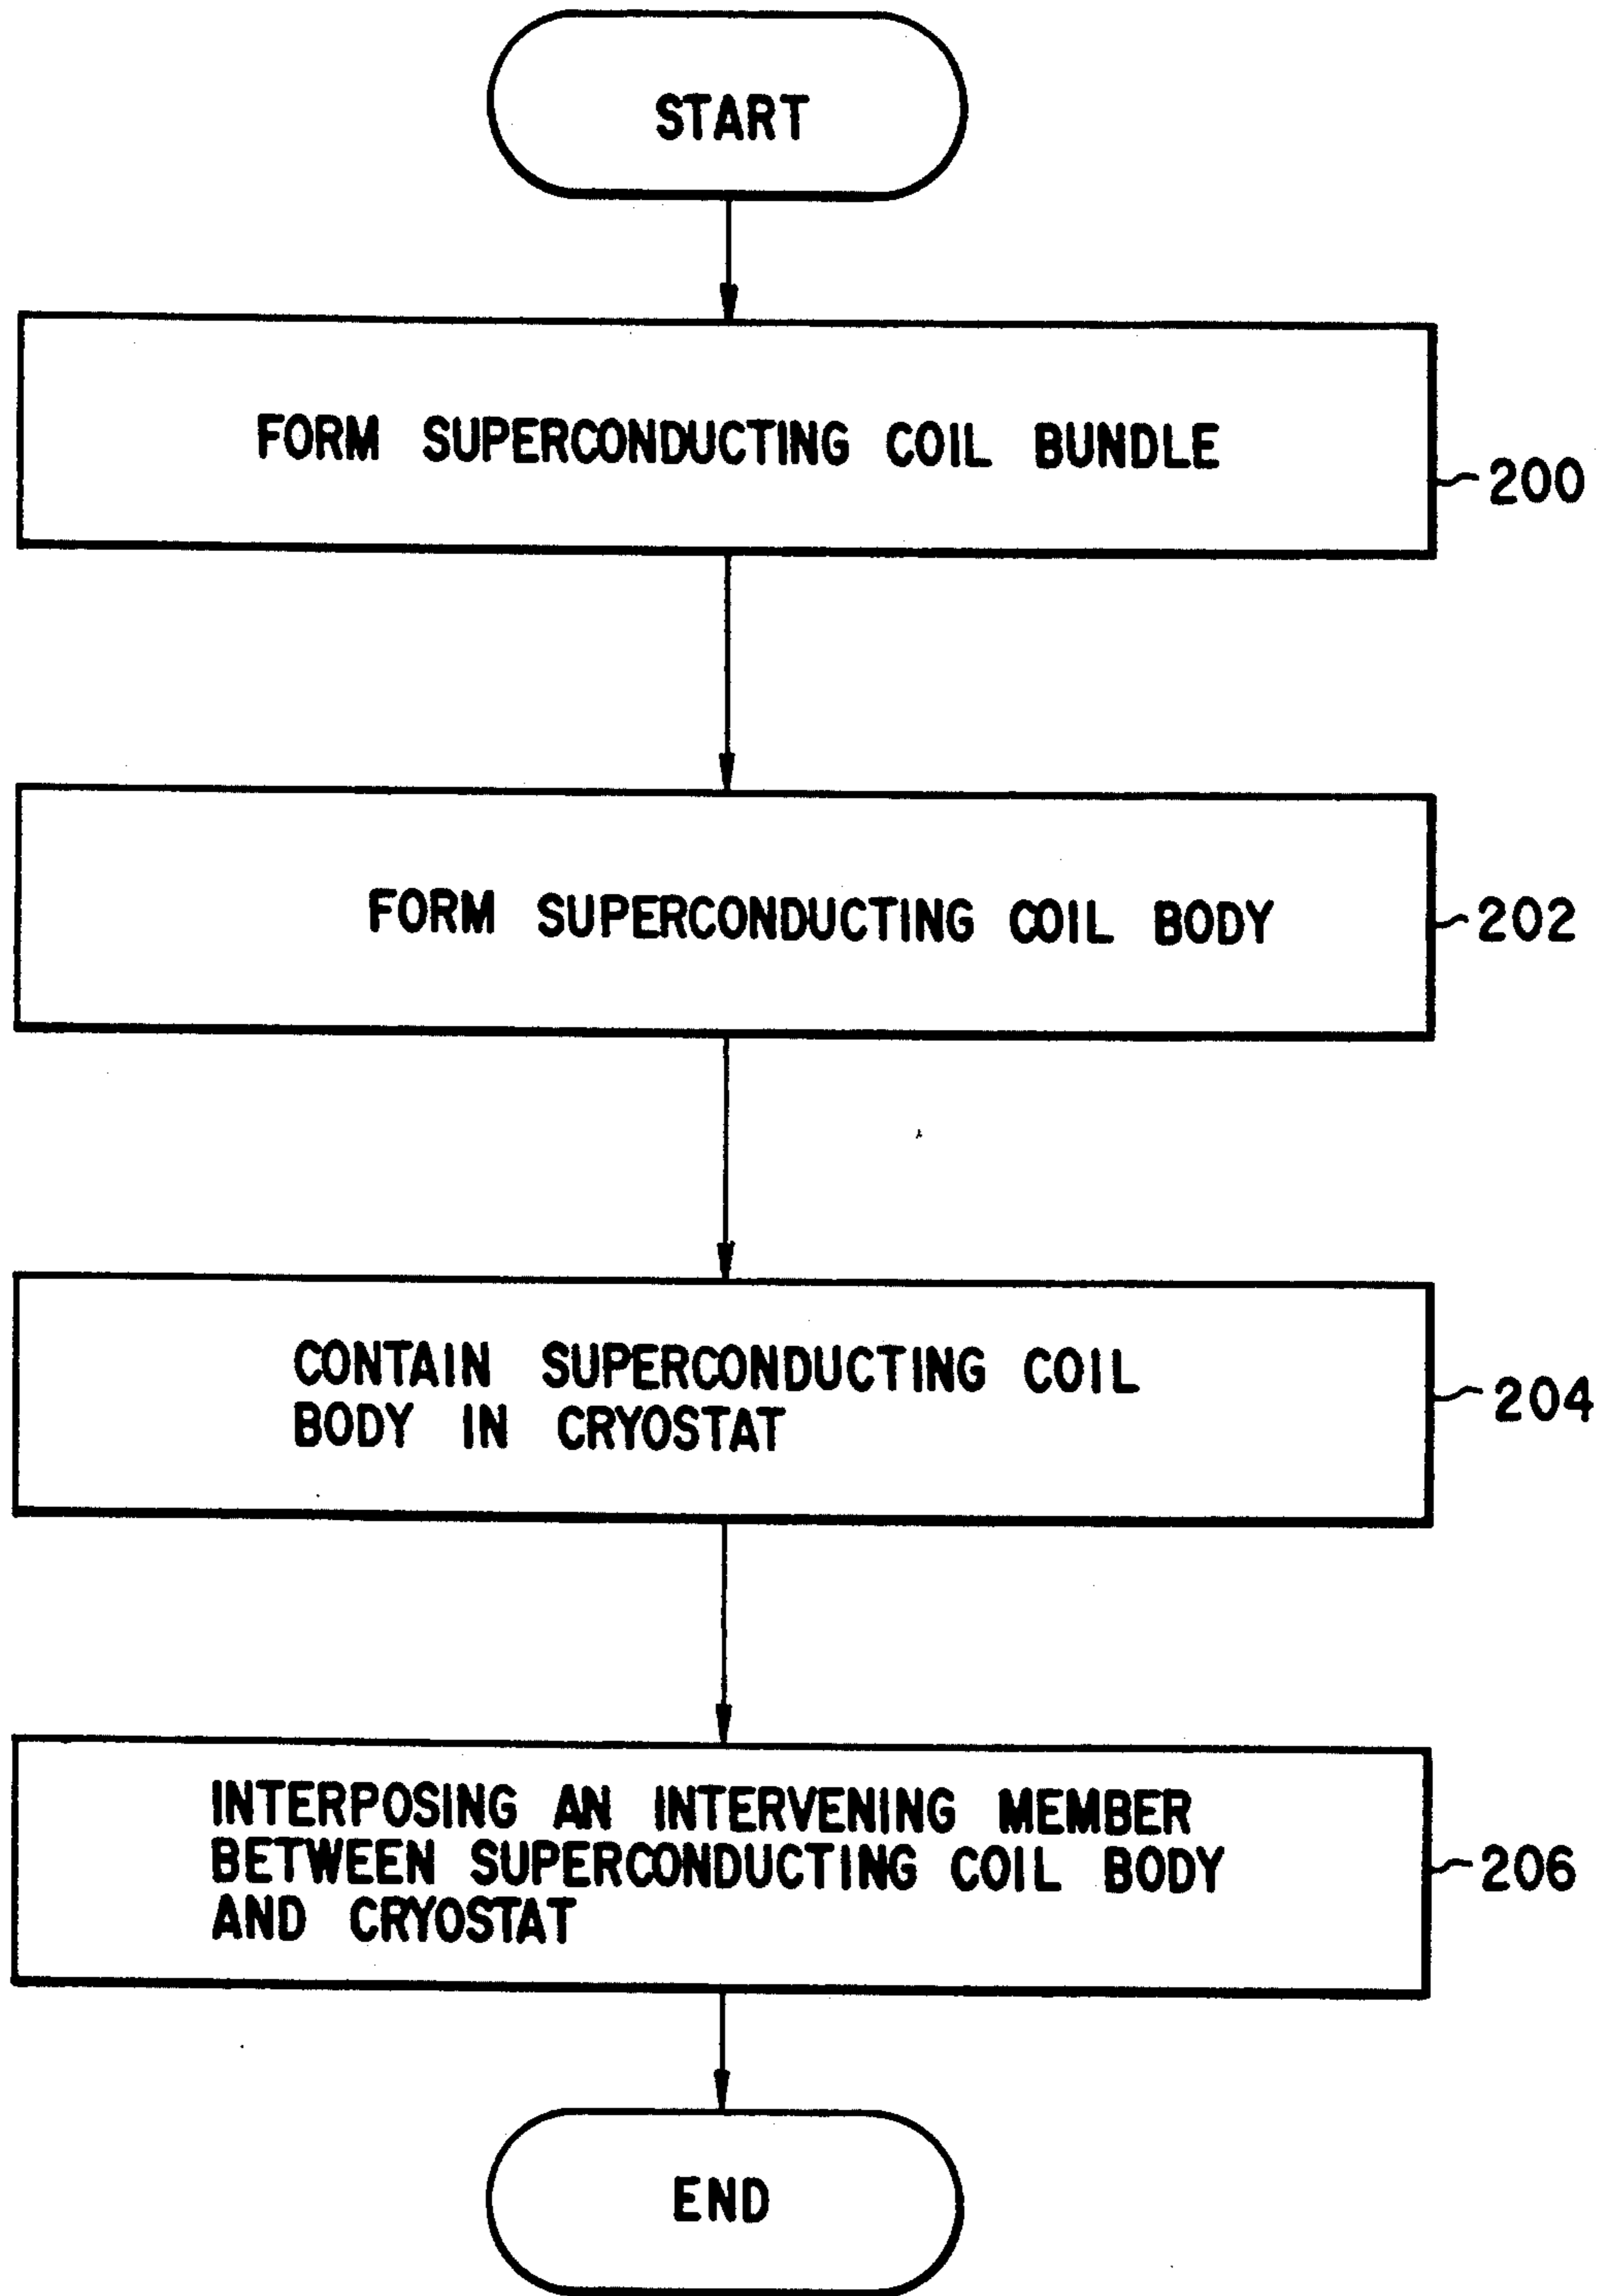 START
FORM SUPERCONDUCTING COIL BUNDLE
200
FORM SUPERCONDUCTING COIL BODY
202
CONTAIN SUPERCONDUCTING COIL
BODY IN CRYOSTAT
204
INTERPOSING AN INTERVENING MEMBER
BETWEEN SUPERCONDUCTING COIL BODY
AND CRYOSTAT
206
END